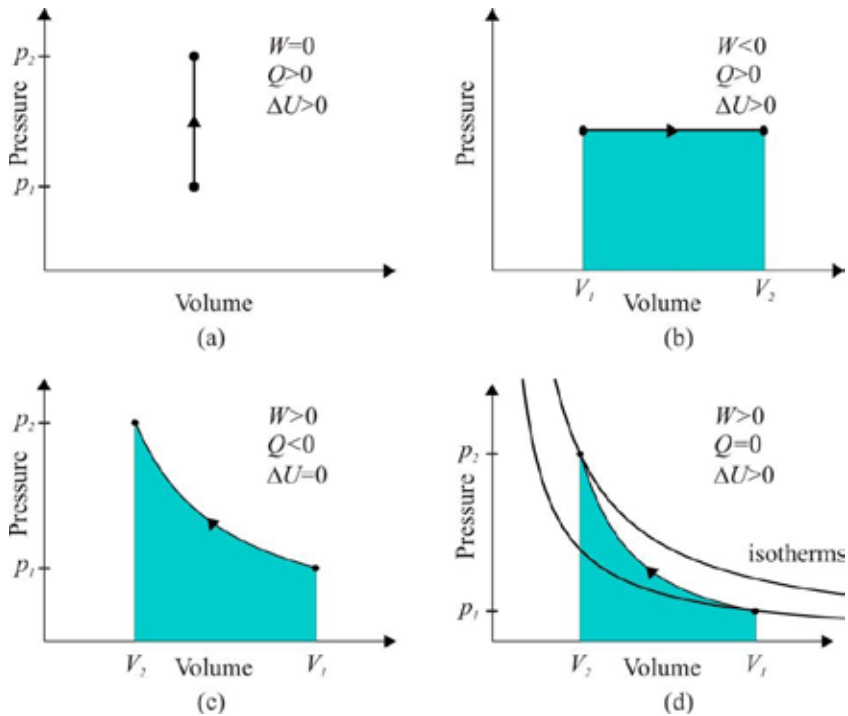 p₂
W=0
Q>0
ΔU>0
Pressure
p₁
Volume
(a)
W<0
Q>0
ΔU>0
Pressure
V₁ Volume V₂
(b)
p₂
W>0
Q<0
ΔU=0
Pressure
p₁
V₂ Volume V₁
(c)
W>0
p₂
Q=0
ΔU>0
Pressure
isotherms
p₁
V₂ Volume V₁
(d)